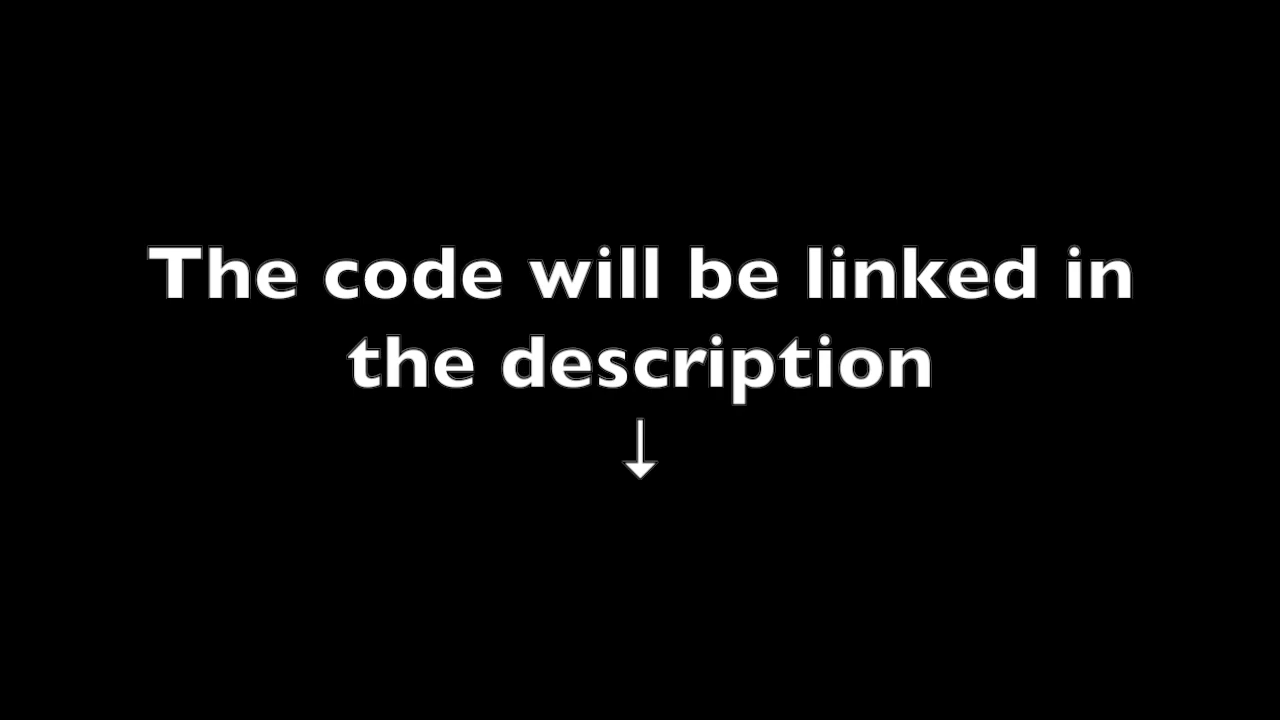 The code will be linked in
the description
↓